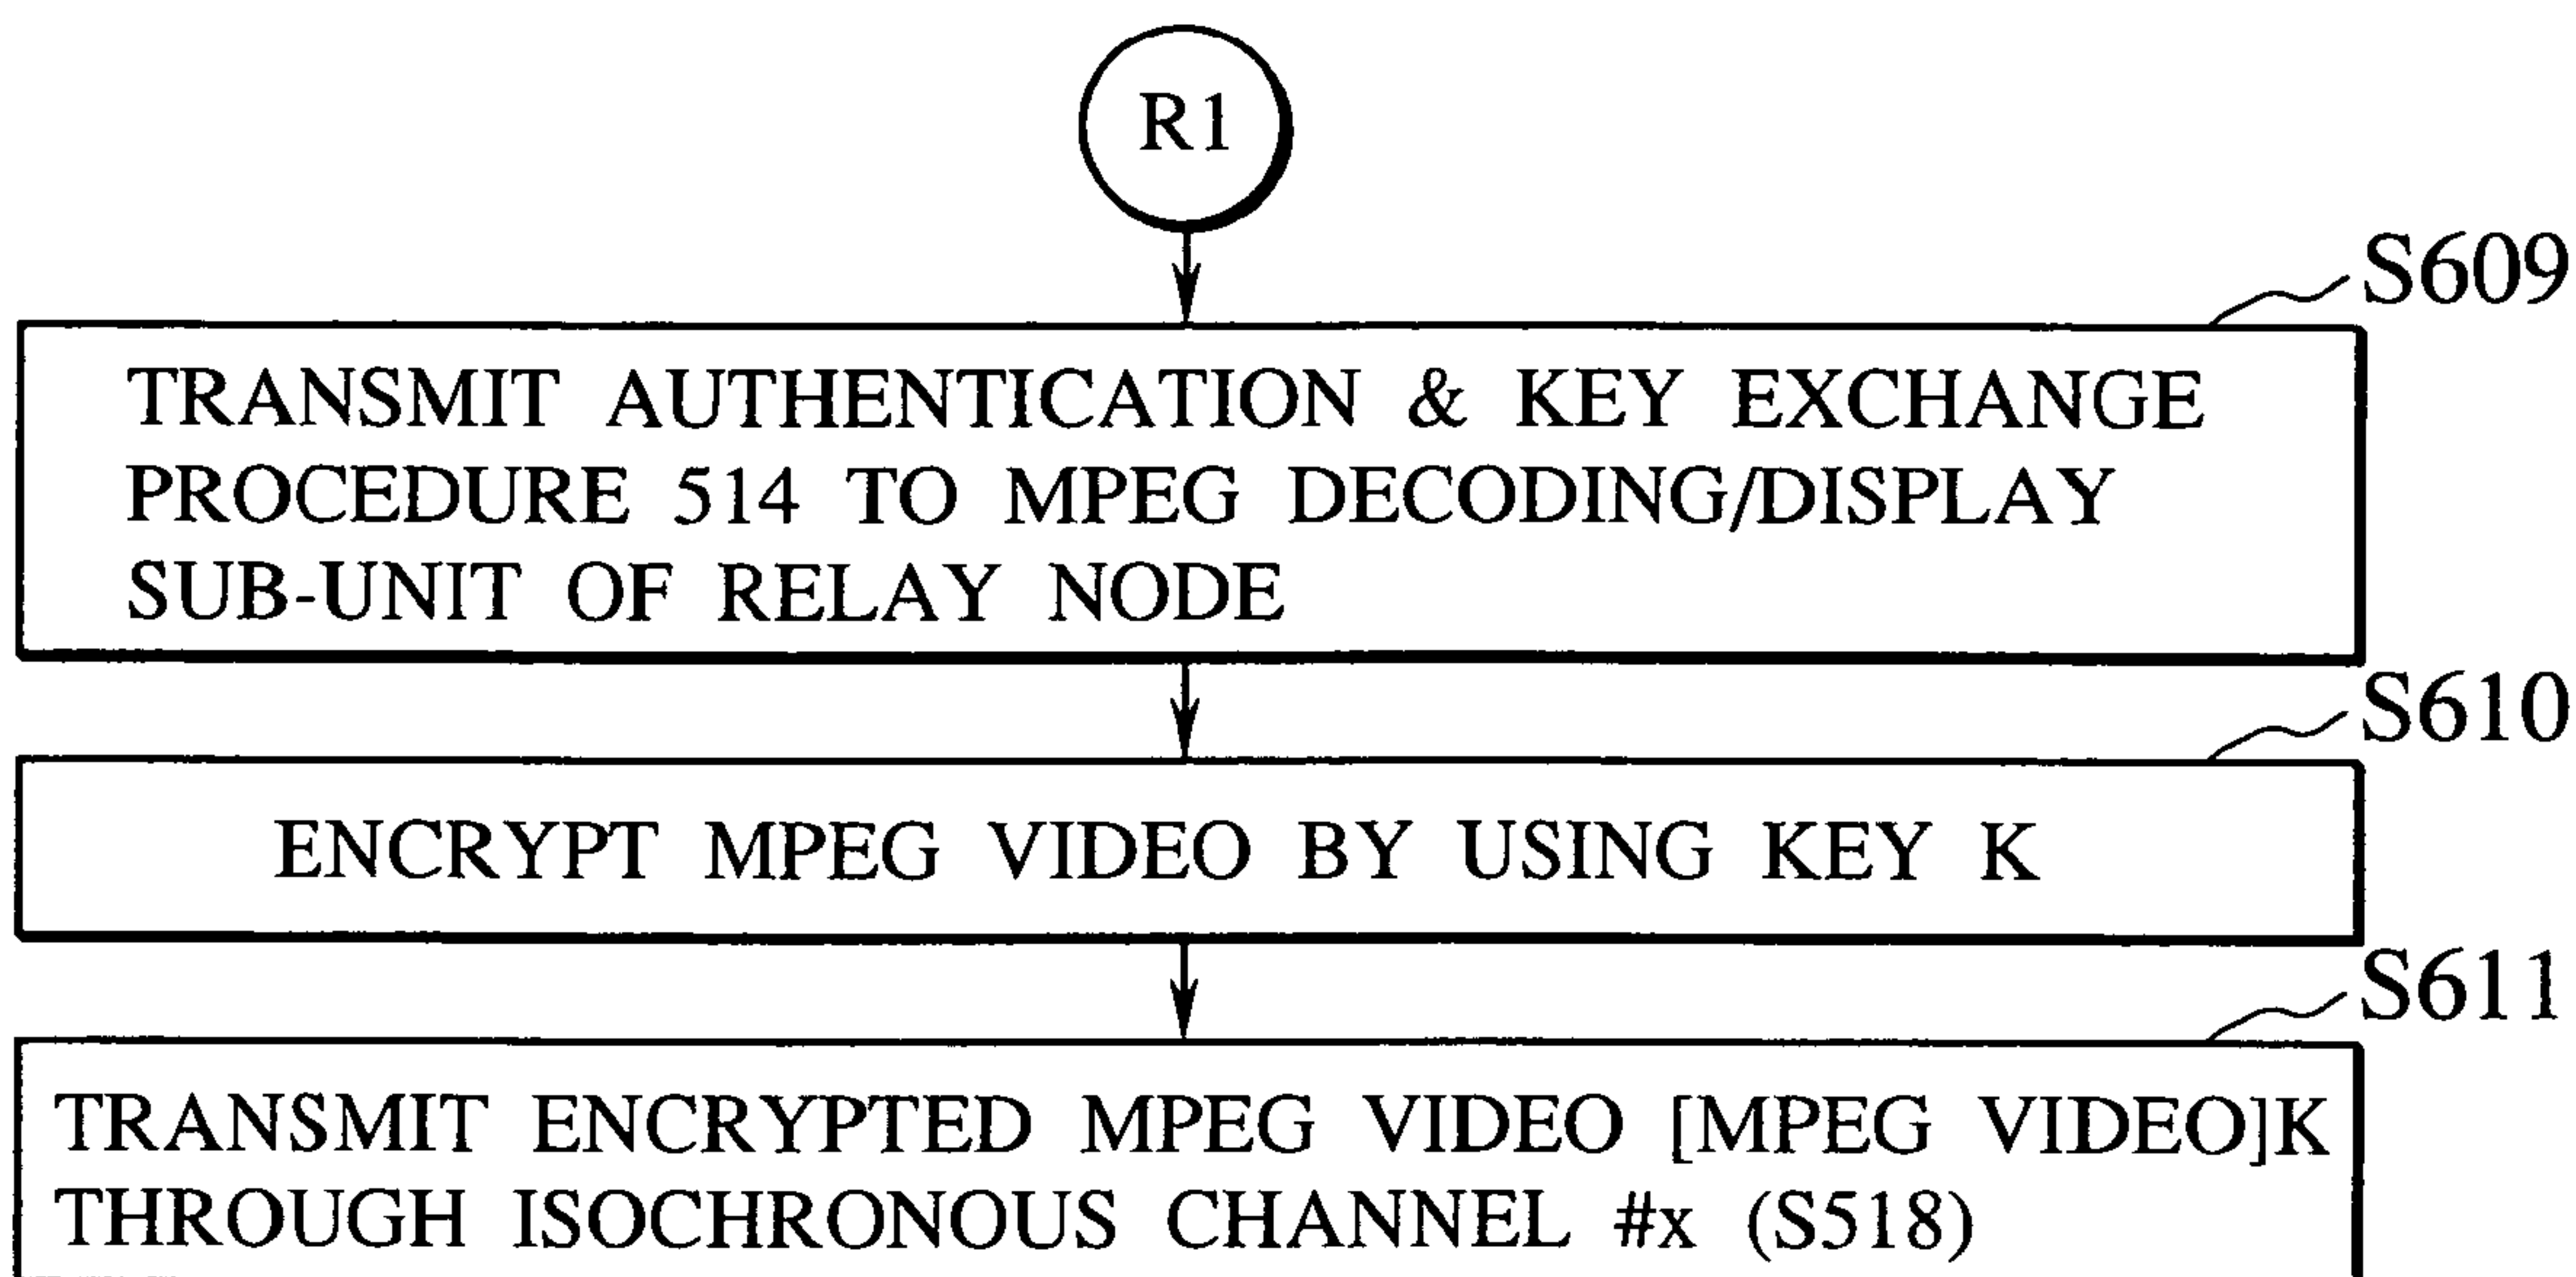 R1
S609
TRANSMIT AUTHENTICATION & KEY EXCHANGE
PROCEDURE 514 TO MPEG DECODING/DISPLAY
SUB-UNIT OF RELAY NODE
S610
ENCRYPT MPEG VIDEO BY USING KEY K
S611
TRANSMIT ENCRYPTED MPEG VIDEO [MPEG VIDEO]K
THROUGH ISOCHRONOUS CHANNEL #x (S518)